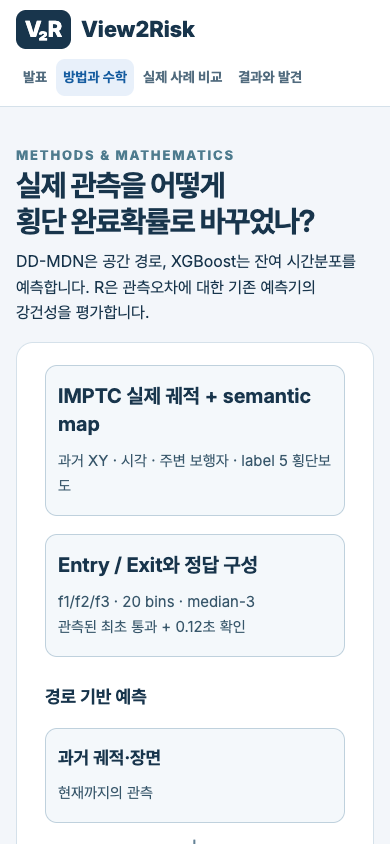 V2R View2Risk
발표 방법과 수학 실제 사례 비교 결과와 발견
METHODS & MATHEMATICS
실제 관측을 어떻게
횡단 완료확률로 바꾸었나?
DD-MDN은 공간 경로, XGBoost는 잔여 시간분포를
예측합니다. R은 관측오차에 대한 기존 예측기의
강건성을 평가합니다.
IMPTC 실제 궤적 + semantic
map
과거 XY · 시각 · 주변 보행자 · label 5 횡단보
도
Entry / Exit와 정답 구성
f1/f2/f3 · 20 bins · median-3
관측된 최초 통과 + 0.12초 확인
경로 기반 예측
과거 궤적·장면
현재까지의 관측